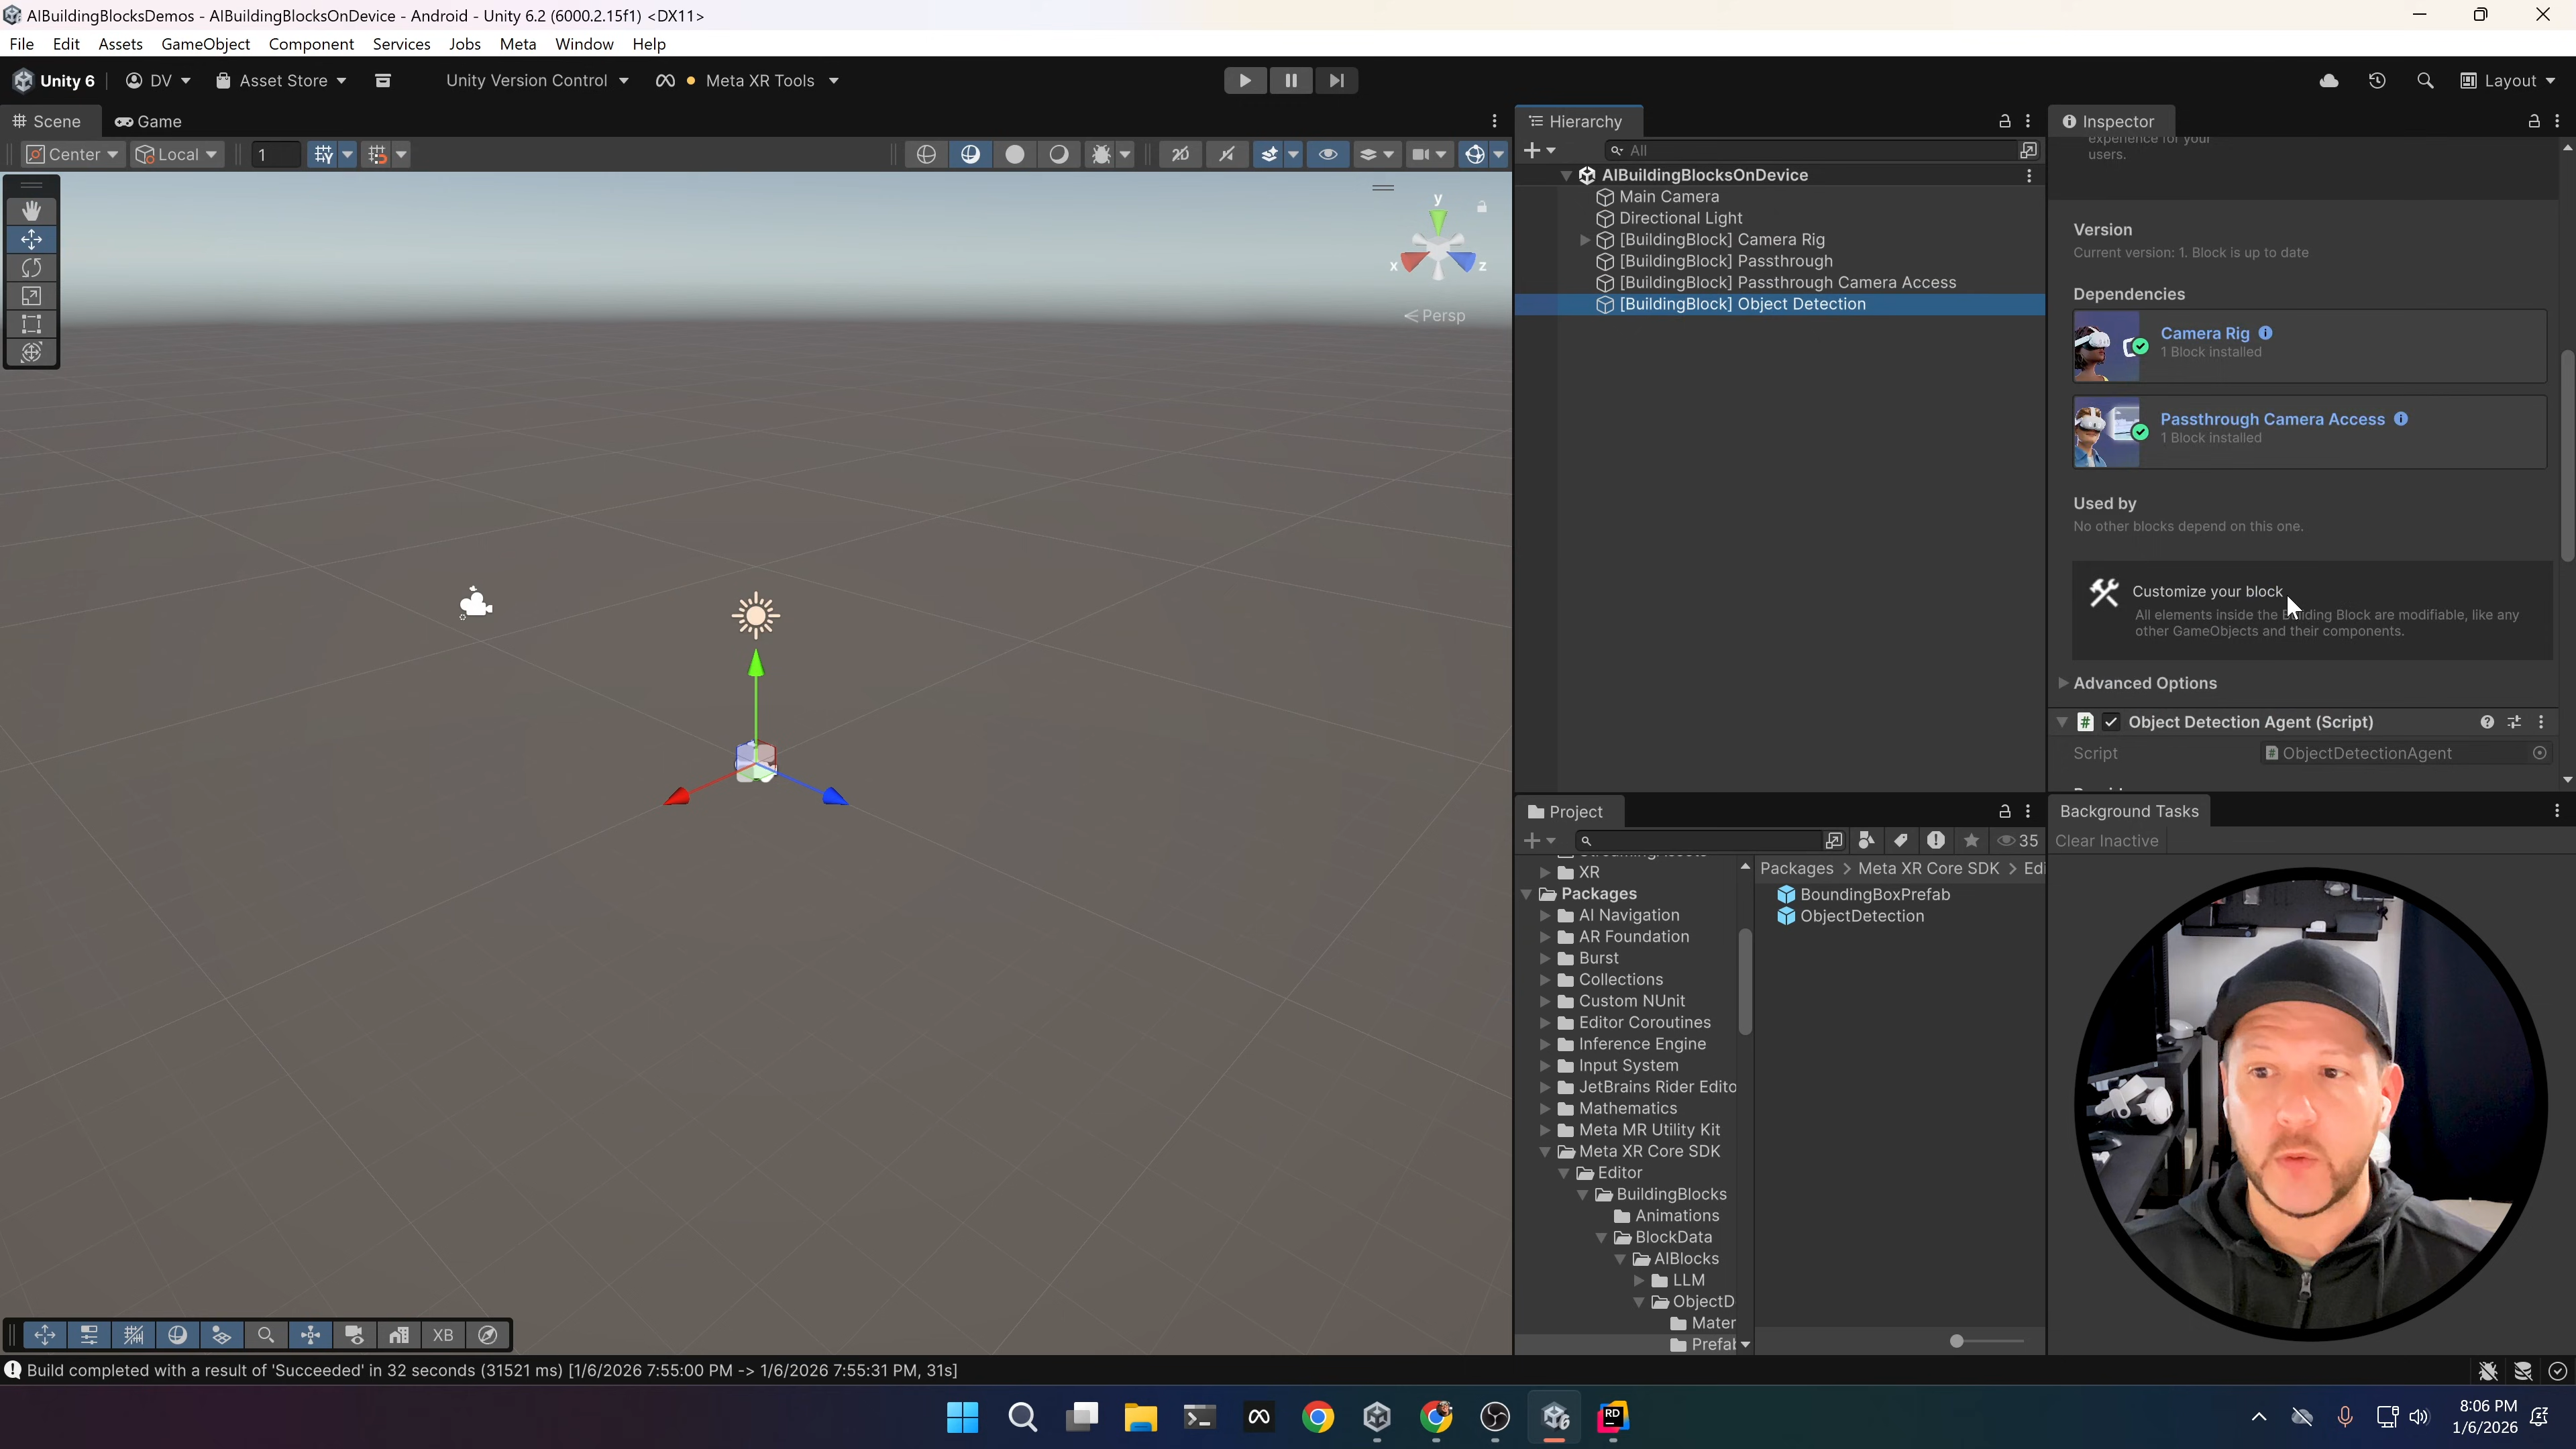 AIBuildingBlocksDemos - AIBuildingBlocksOnDevice - Android - Unity 6.2 (6000.2.15f1) <DX11>
File Edit Assets GameObject Component Services Jobs Meta Window Help
Unity 6 DV Asset Store Unity Version Control Meta XR Tools Layout
Scene Game
Center Local 1
y
x z
Persp
XB
Hierarchy
All
AIBuildingBlocksOnDevice
Main Camera
Directional Light
[BuildingBlock] Camera Rig
[BuildingBlock] Passthrough
[BuildingBlock] Passthrough Camera Access
[BuildingBlock] Object Detection
Inspector
experience for your
users.
Version
Current version: 1. Block is up to date
Dependencies
Camera Rig
1 Block installed
Passthrough Camera Access
1 Block installed
Used by
No other blocks depend on this one.
Customize your block
All elements inside the Building Block are modifiable, like any
other GameObjects and their components.
Advanced Options
Object Detection Agent (Script)
Script ObjectDetectionAgent
Project
35
XR
Packages
AI Navigation
AR Foundation
Burst
Collections
Custom NUnit
Editor Coroutines
Inference Engine
Input System
JetBrains Rider Edito
Mathematics
Meta MR Utility Kit
Meta XR Core SDK
Editor
BuildingBlocks
Animations
BlockData
AIBlocks
LLM
ObjectD
Mater
Prefab
Packages > Meta XR Core SDK > Edi
BoundingBoxPrefab
ObjectDetection
Background Tasks
Clear Inactive
Build completed with a result of 'Succeeded' in 32 seconds (31521 ms) [1/6/2026 7:55:00 PM -> 1/6/2026 7:55:31 PM, 31s]
6
RD
8:06 PM
1/6/2026